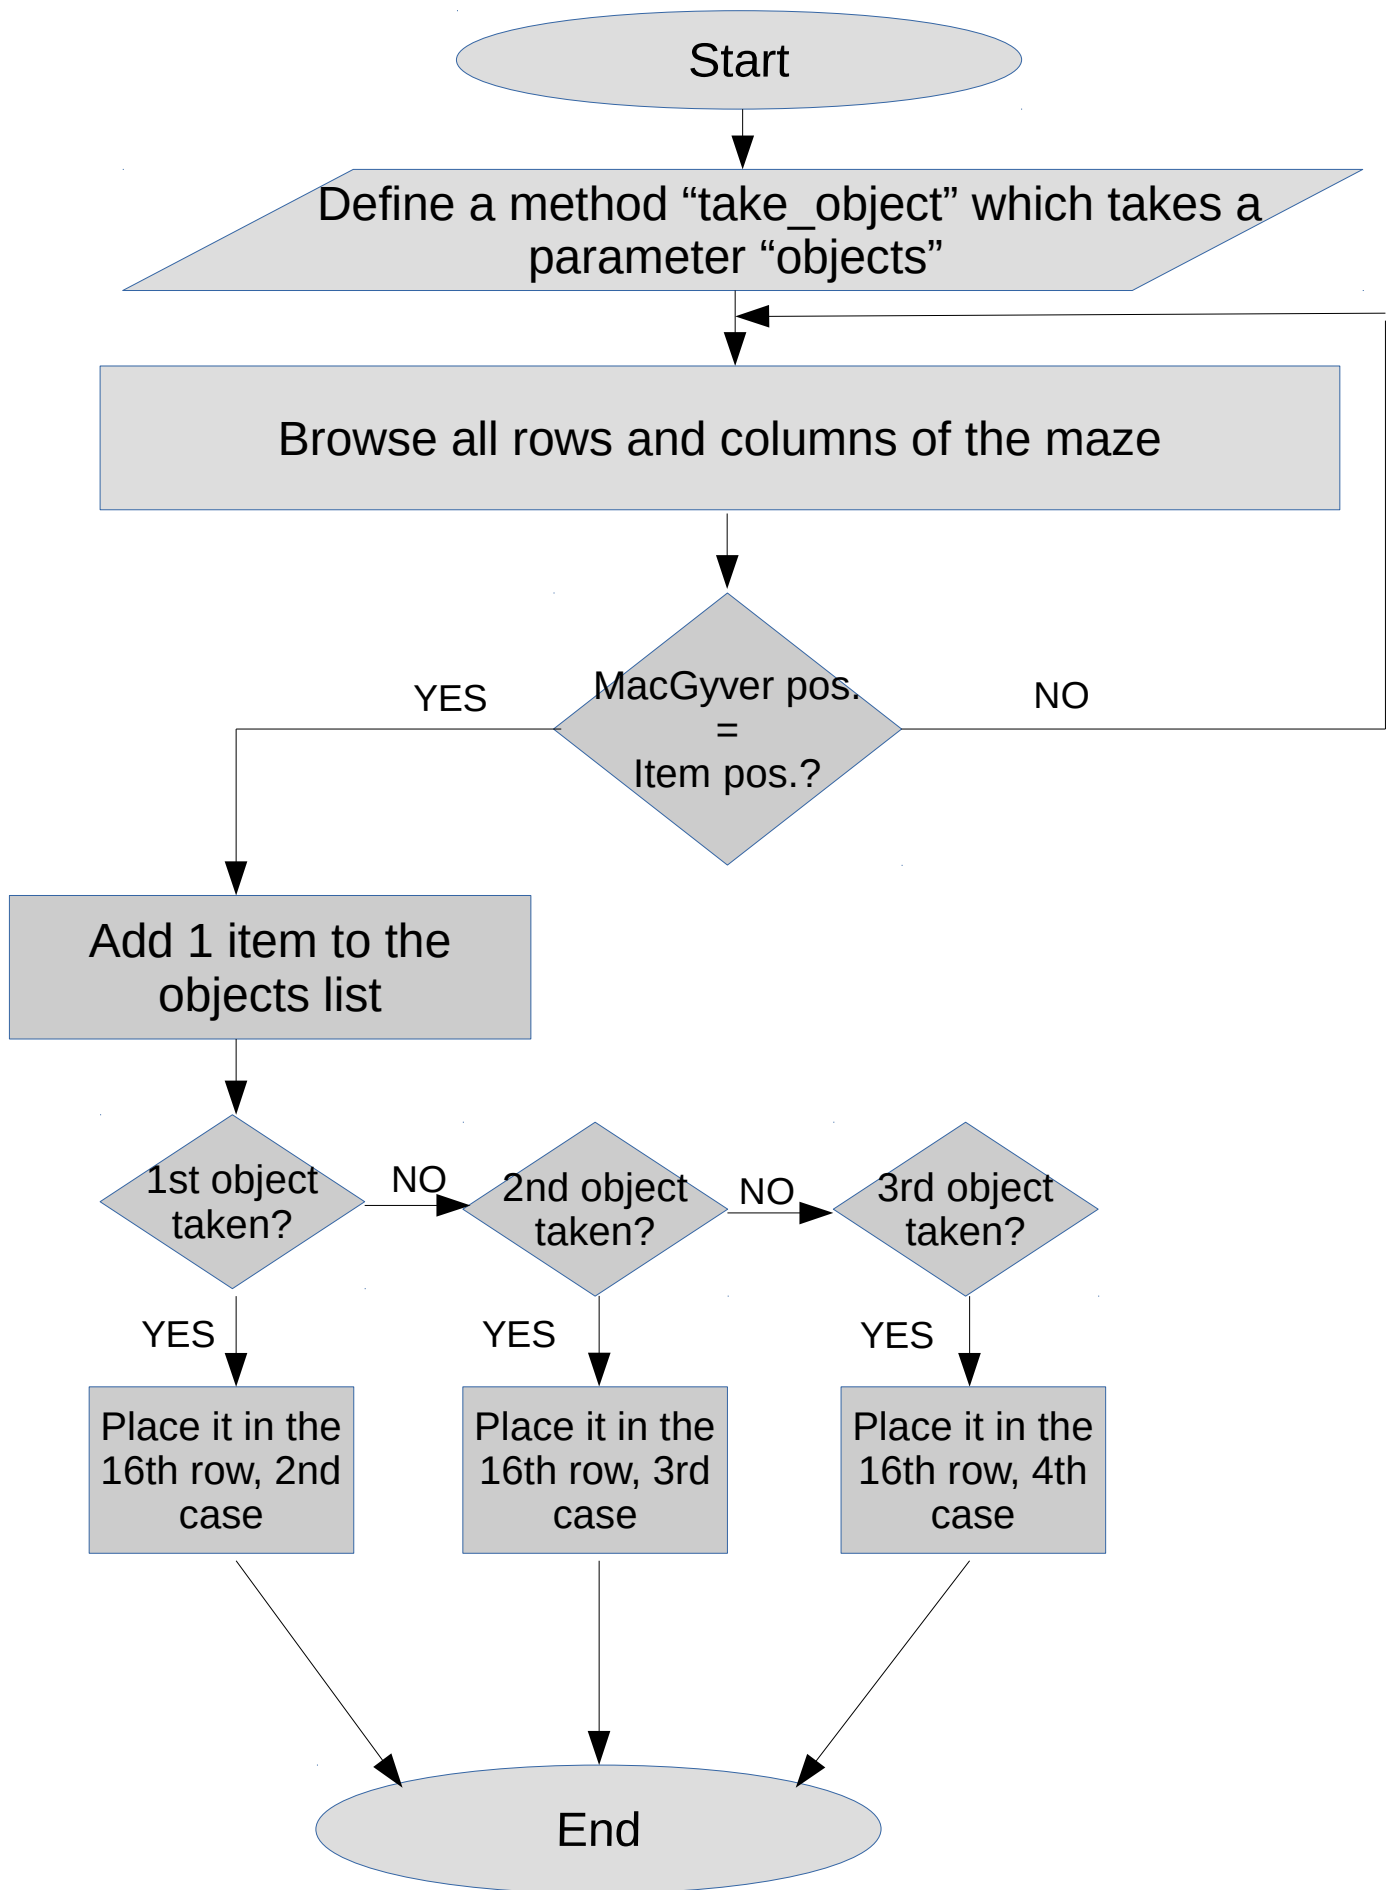 Start
Define a method “take_object” which takes a
parameter “objects”
Browse all rows and columns of the maze
MacGyver pos.
=
Item pos.?
YES
NO
Add 1 item to the
objects list
1st object
taken?
NO
2nd object
taken?
NO
3rd object
taken?
YES
YES
YES
Place it in the
16th row, 2nd
case
Place it in the
16th row, 3rd
case
Place it in the
16th row, 4th
case
End